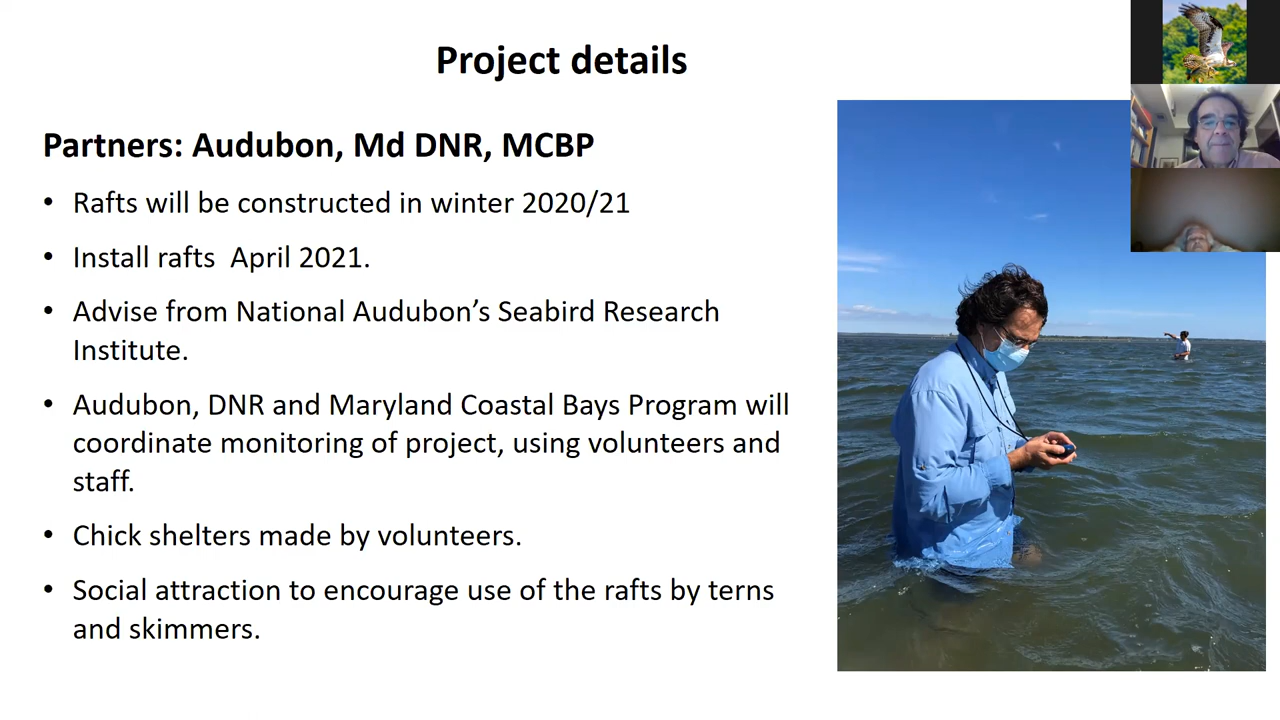 Project details
Partners: Audubon, Md DNR, MCBP
• Rafts will be constructed in winter 2020/21
• Install rafts  April 2021.
• Advise from National Audubon’s Seabird Research
Institute.
• Audubon, DNR and Maryland Coastal Bays Program will
coordinate monitoring of project, using volunteers and
staff.
• Chick shelters made by volunteers.
• Social attraction to encourage use of the rafts by terns
and skimmers.